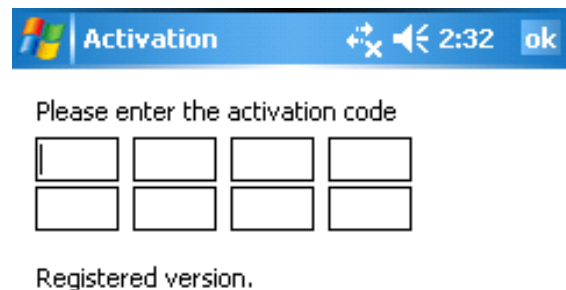 Activation 2:32 ok
Please enter the activation code
Registered version.